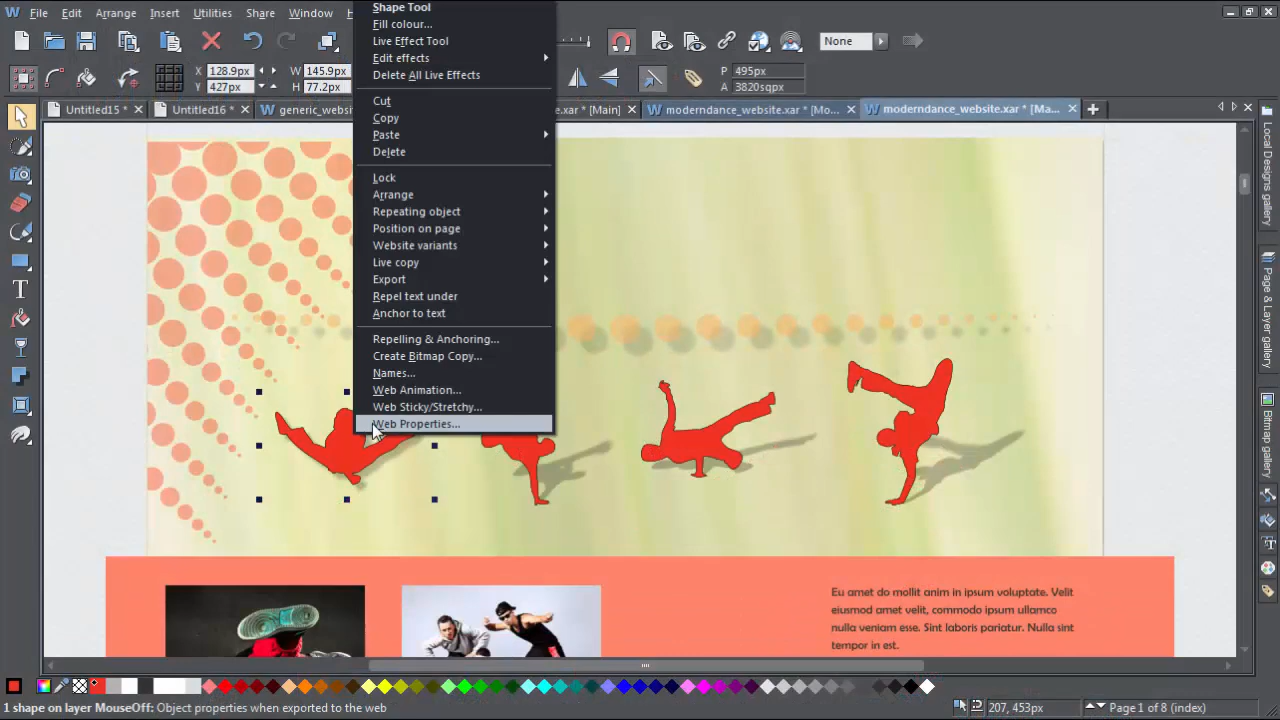 File Edit Arrange Insert Utilities Share Window
None
X 128.9px
Y 427px
W 145.9px
H 77.2px
P 495px
A 3820sqpx
Untitled15 *
Untitled16 *
generic_websi
e.xar * [Main]
moderndance_website.xar * [Mo...
moderndance_website.xar * [Ma...
Shape Tool
Fill colour...
Live Effect Tool
Edit effects
Delete All Live Effects
Cut
Copy
Paste
Delete
Lock
Arrange
Repeating object
Position on page
Website variants
Live copy
Export
Repel text under
Anchor to text
Repelling & Anchoring...
Create Bitmap Copy...
Names...
Web Animation...
Web Sticky/Stretchy...
Web Properties...
Local Designs gallery
Page & Layer gallery
Eu amet do mollit anim in ipsum voluptate. Velit
eiusmod amet velit, commodo ipsum ullamco
nulla veniam esse. Sint laboris pariatur. Nulla sint
tempor in est.
1 shape on layer MouseOff: Object properties when exported to the web
207, 453px
Page 1 of 8 (index)